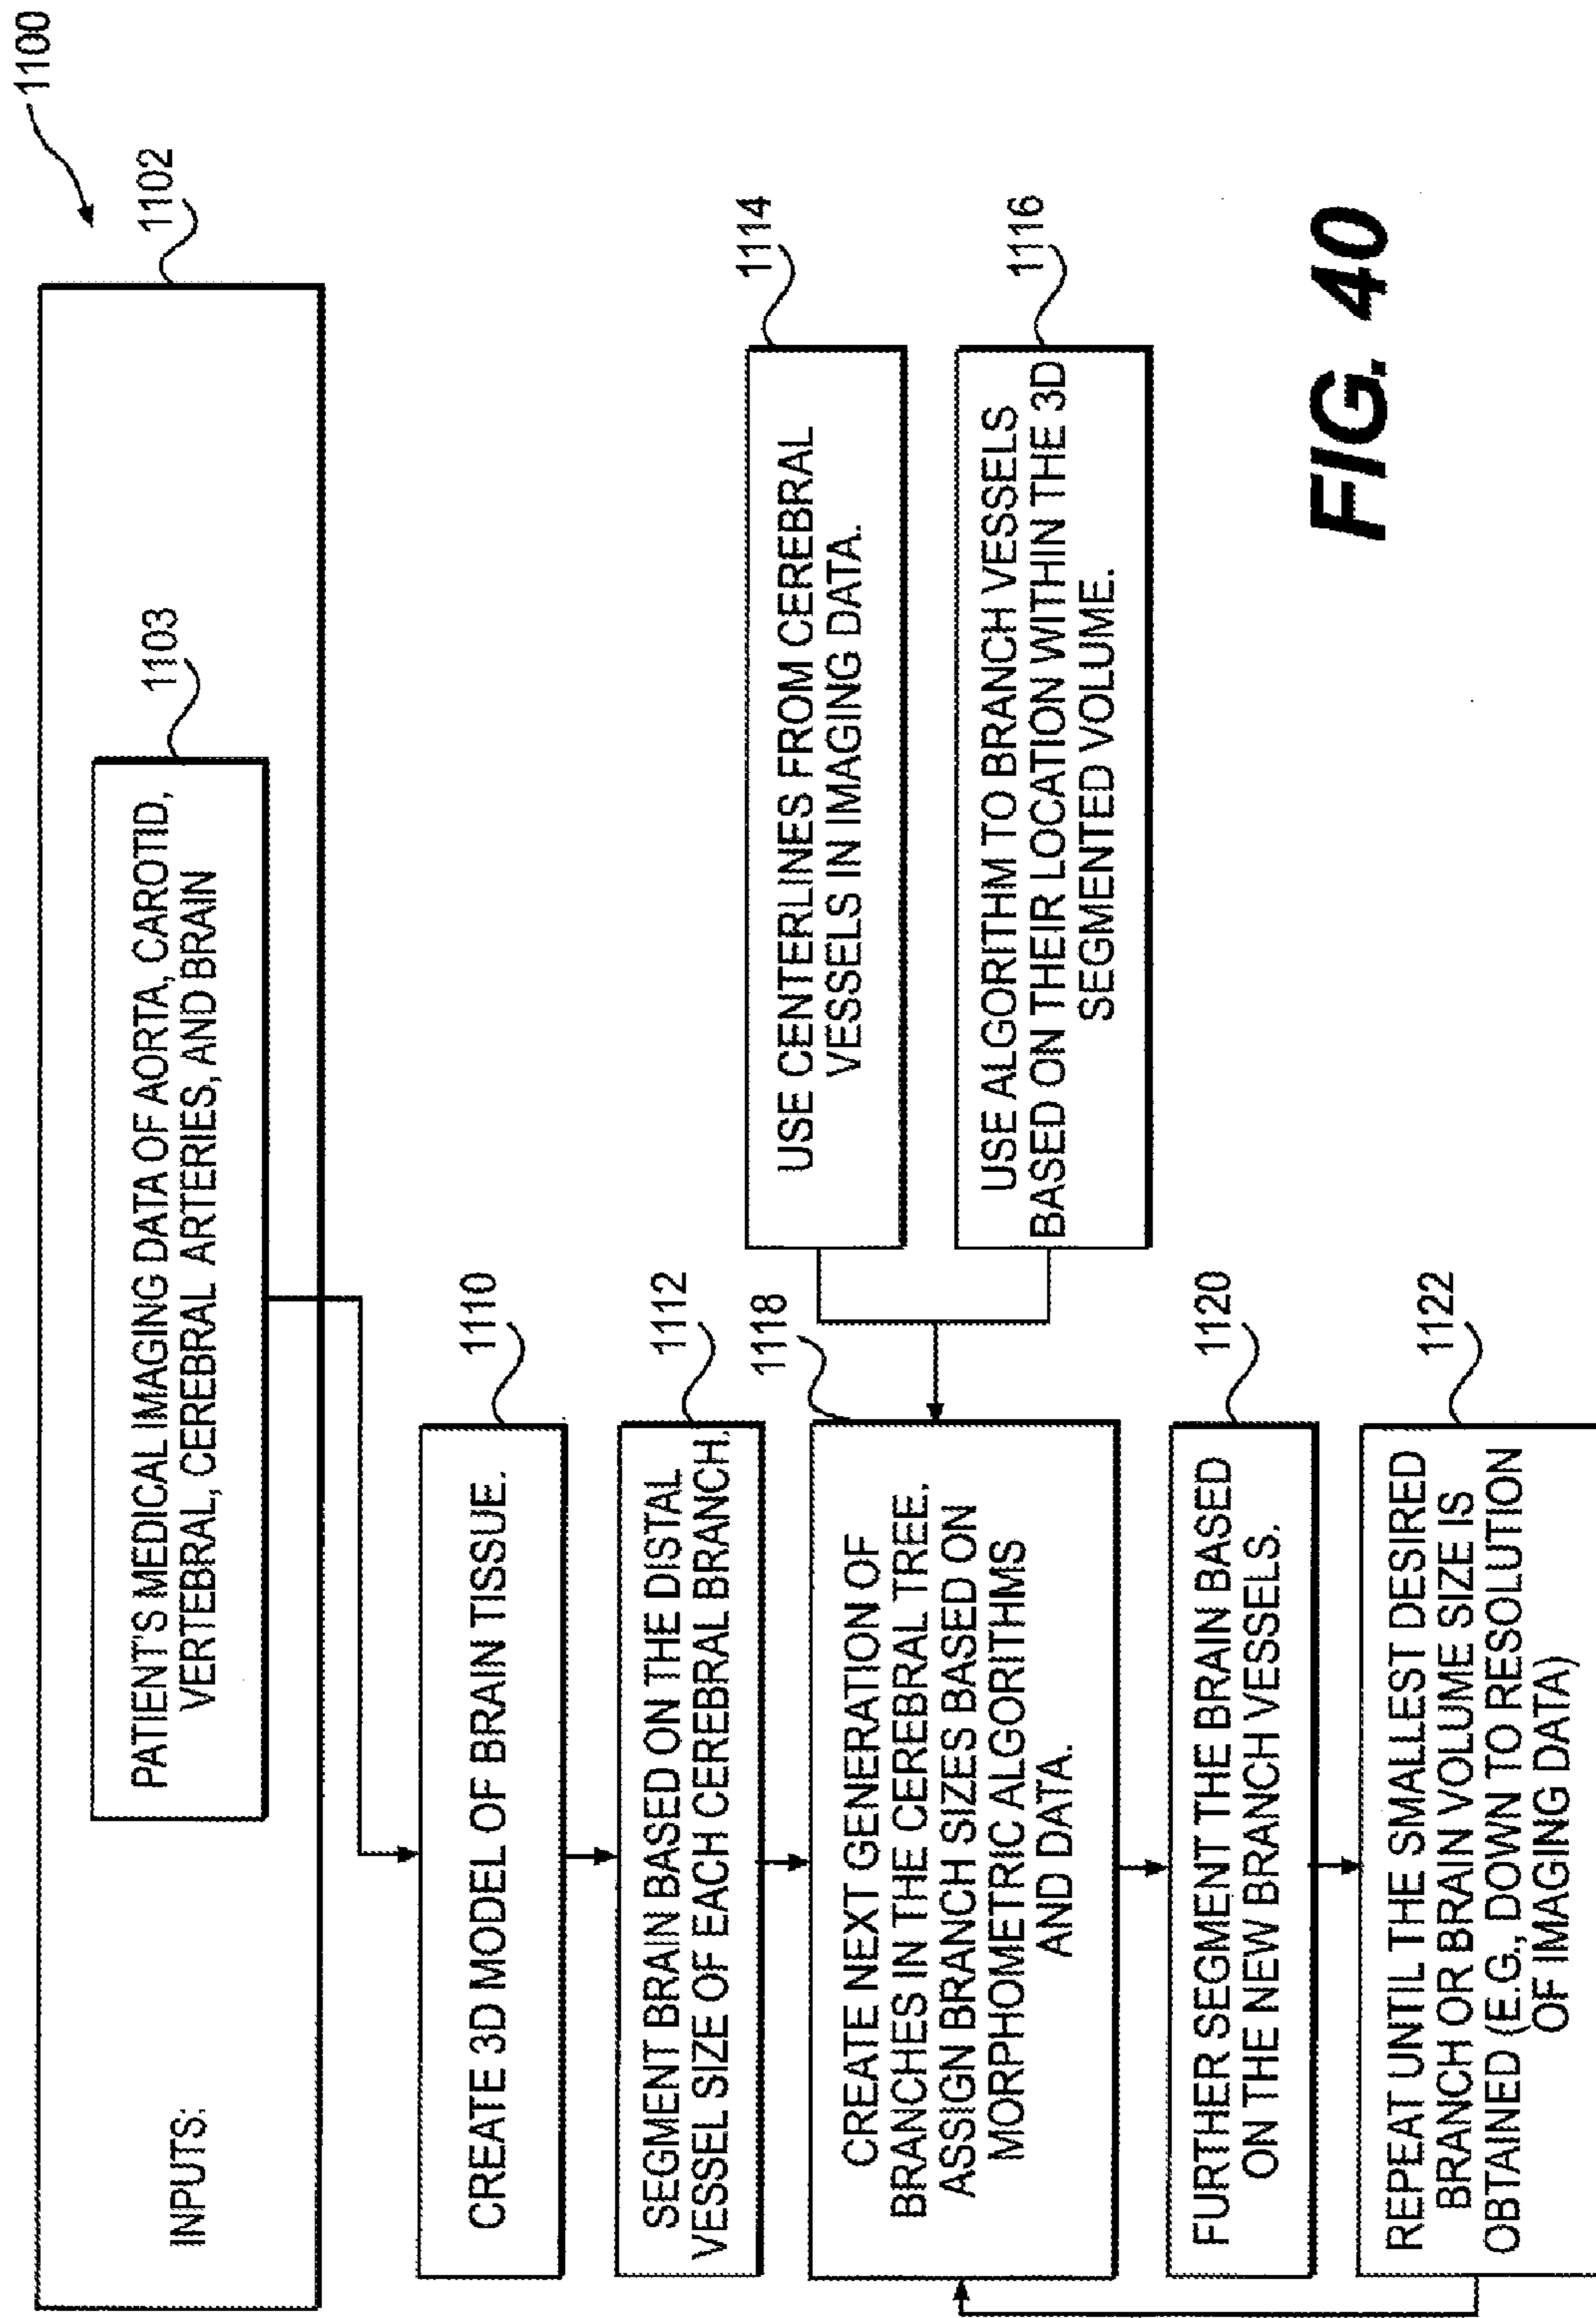 1100
1102
INPUTS:
1103
PATIENT'S MEDICAL IMAGING DATA OF AORTA, CAROTID,
VERTEBRAL, CEREBRAL ARTERIES, AND BRAIN
1110
CREATE 3D MODEL OF BRAIN TISSUE.
1112
SEGMENT BRAIN BASED ON THE DISTAL
VESSEL SIZE OF EACH CEREBRAL BRANCH.
1114
USE CENTERLINES FROM CEREBRAL
VESSELS IN IMAGING DATA.
1116
USE ALGORITHM TO BRANCH VESSELS
BASED ON THEIR LOCATION WITHIN THE 3D
SEGMENTED VOLUME.
1118
CREATE NEXT GENERATION OF
BRANCHES IN THE CEREBRAL TREE,
ASSIGN BRANCH SIZES BASED ON
MORPHOMETRIC ALGORITHMS
AND DATA.
1120
FURTHER SEGMENT THE BRAIN BASED
ON THE NEW BRANCH VESSELS.
1122
REPEAT UNTIL THE SMALLEST DESIRED
BRANCH OR BRAIN VOLUME SIZE IS
OBTAINED (E.G., DOWN TO RESOLUTION
OF IMAGING DATA)
FIG. 40